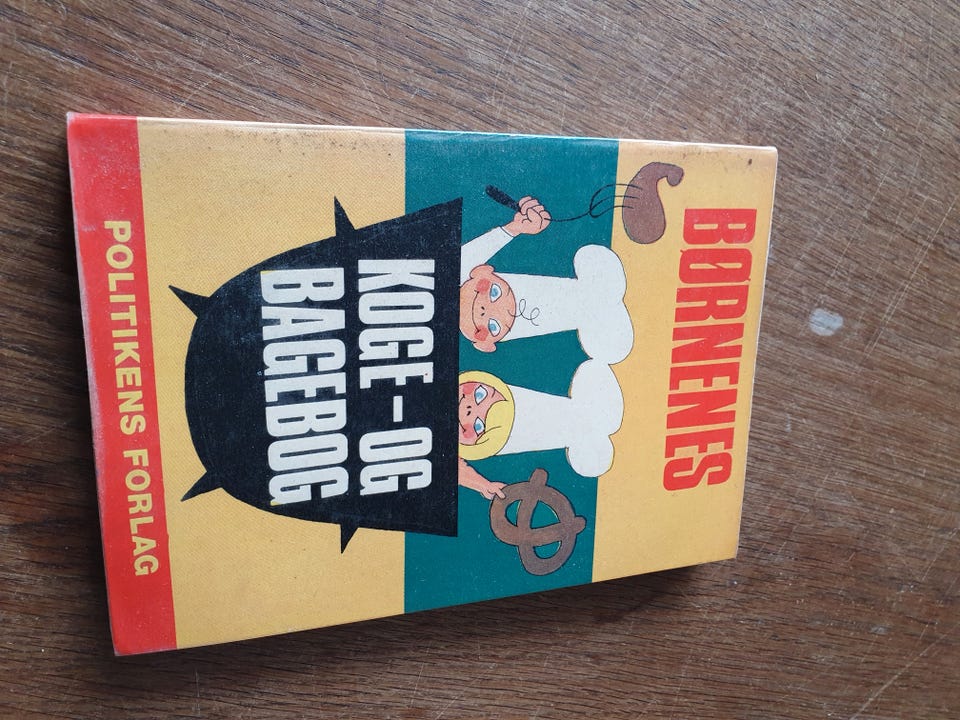 BØRNENES
KOGE-OG
BAGEBOG
POLITIKENS FORLAG